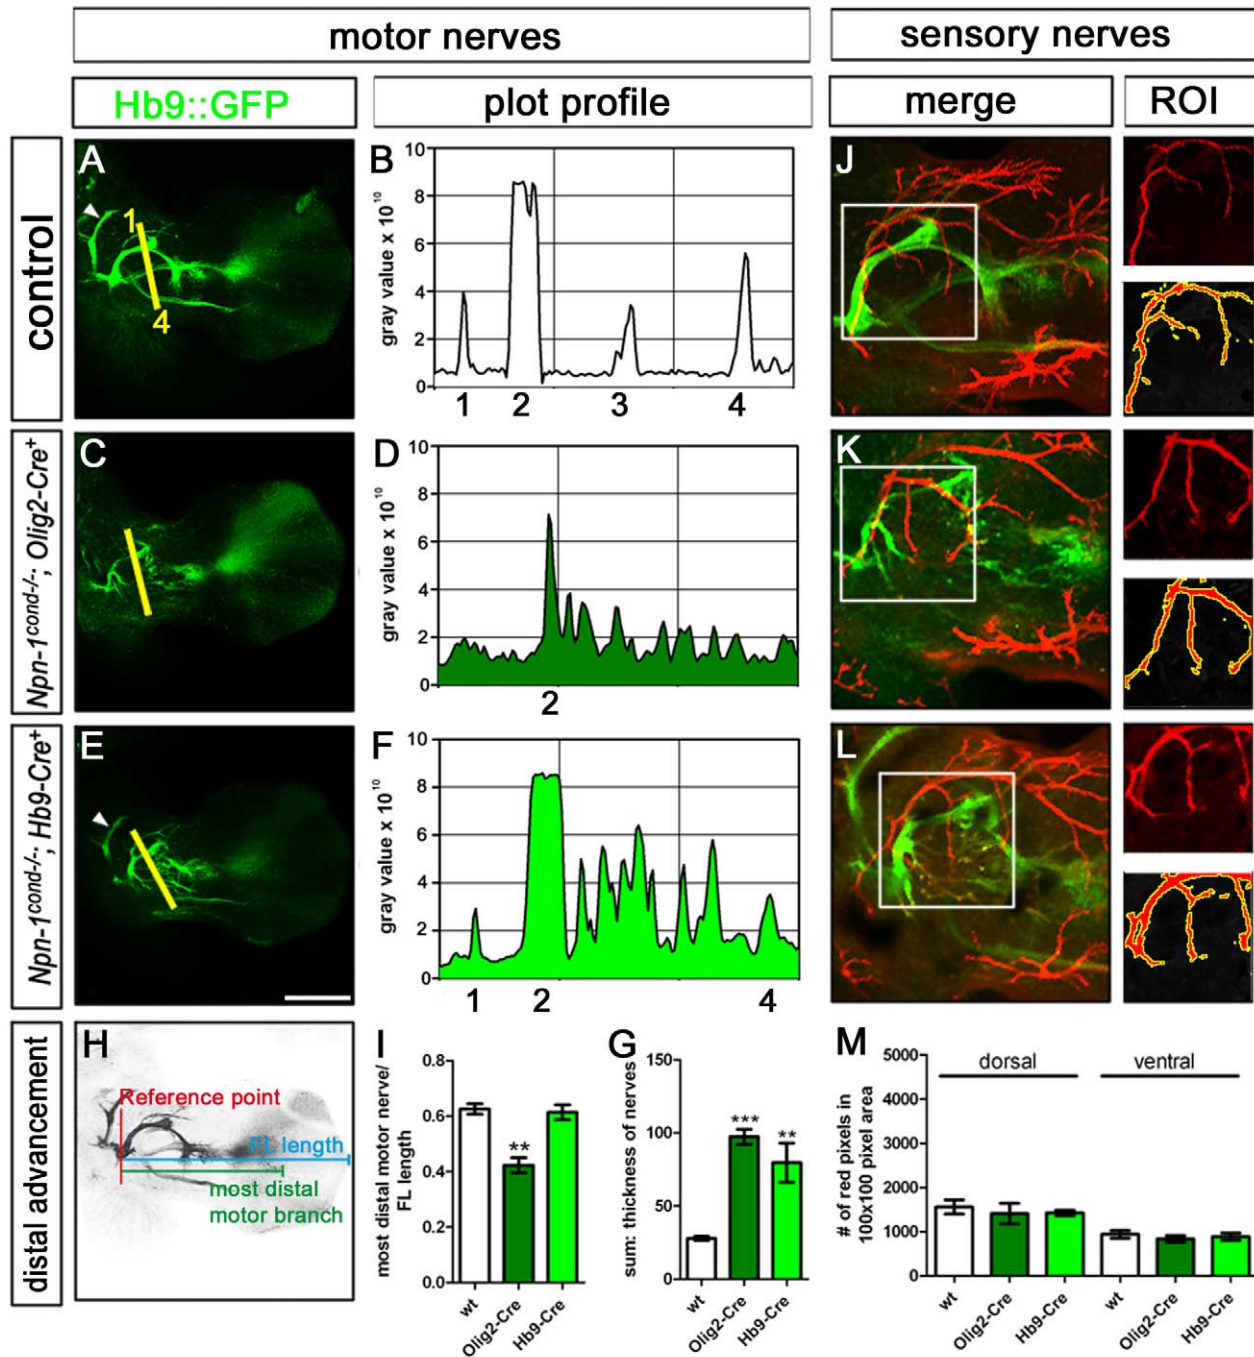 motor nerves
sensory nerves
Hb9::GFP
plot profile
merge
ROI
control
A
1
4
B
10
8
6
4
2
0
gray value x 10¹⁰
1 2 3 4
J
Npn-1cond-/-; Olig2-Cre+
C
D
10
8
6
4
2
0
gray value x 10¹⁰
2
K
Npn-1cond-/-; Hb9-Cre+
E
F
10
8
6
4
2
0
gray value x 10¹⁰
1 2 4
L
distal advancement
H
Reference point
FL length
most distal
motor branch
I
0.8
0.6
0.4
0.2
0.0
most distal motor nerve/
FL length
**
wt
Olig2-Cre
Hb9-Cre
G
150
100
50
0
sum: thickness of nerves
***
**
wt
Olig2-Cre
Hb9-Cre
M
5000
4000
3000
2000
1000
0
# of red pixels in
100x100 pixel area
dorsal
ventral
wt
Olig2-Cre
Hb9-Cre
wt
Olig2-Cre
Hb9-Cre